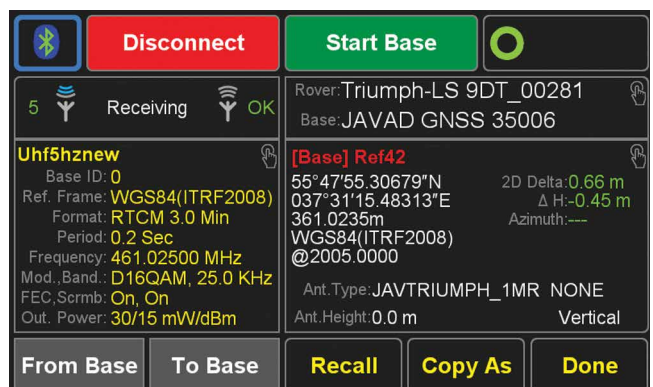 Disconnect
Start Base
5 Receiving OK
Rover:Triumph-LS 9DT_00281
Base:JAVAD GNSS 35006
Uhf5hznew
Base ID: 0
Ref. Frame: WGS84(ITRF2008)
Format: RTCM 3.0 Min
Period: 0.2 Sec
Frequency: 461.02500 MHz
Mod.,Band.: D16QAM, 25.0 KHz
FEC,Scrmb: On, On
Out. Power: 30/15 mW/dBm
[Base] Ref42
55°47'55.30679"N 2D Delta:0.66 m
037°31'15.48313"E Δ H:-0.45 m
361.0235m Azimuth:---
WGS84(ITRF2008)
@2005.0000
Ant.Type:JAVTRIUMPH_1MR NONE
Ant.Height:0.0 m Vertical
From Base
To Base
Recall
Copy As
Done